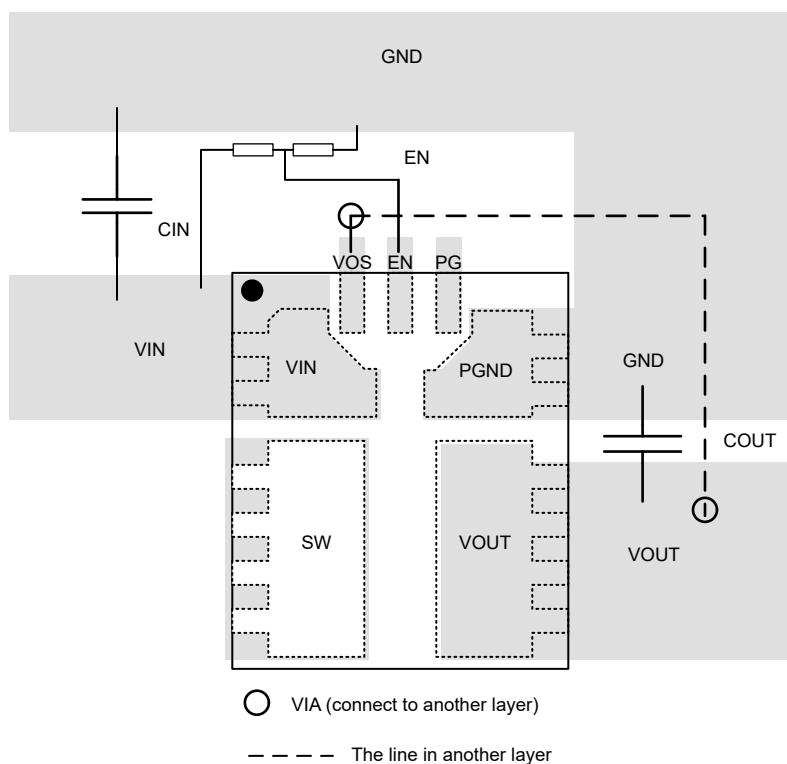 GND
EN
CIN
VOS EN PG
VIN
VIN
PGND
GND
COUT
SW
VOUT
VOUT
VIA (connect to another layer)
The line in another layer